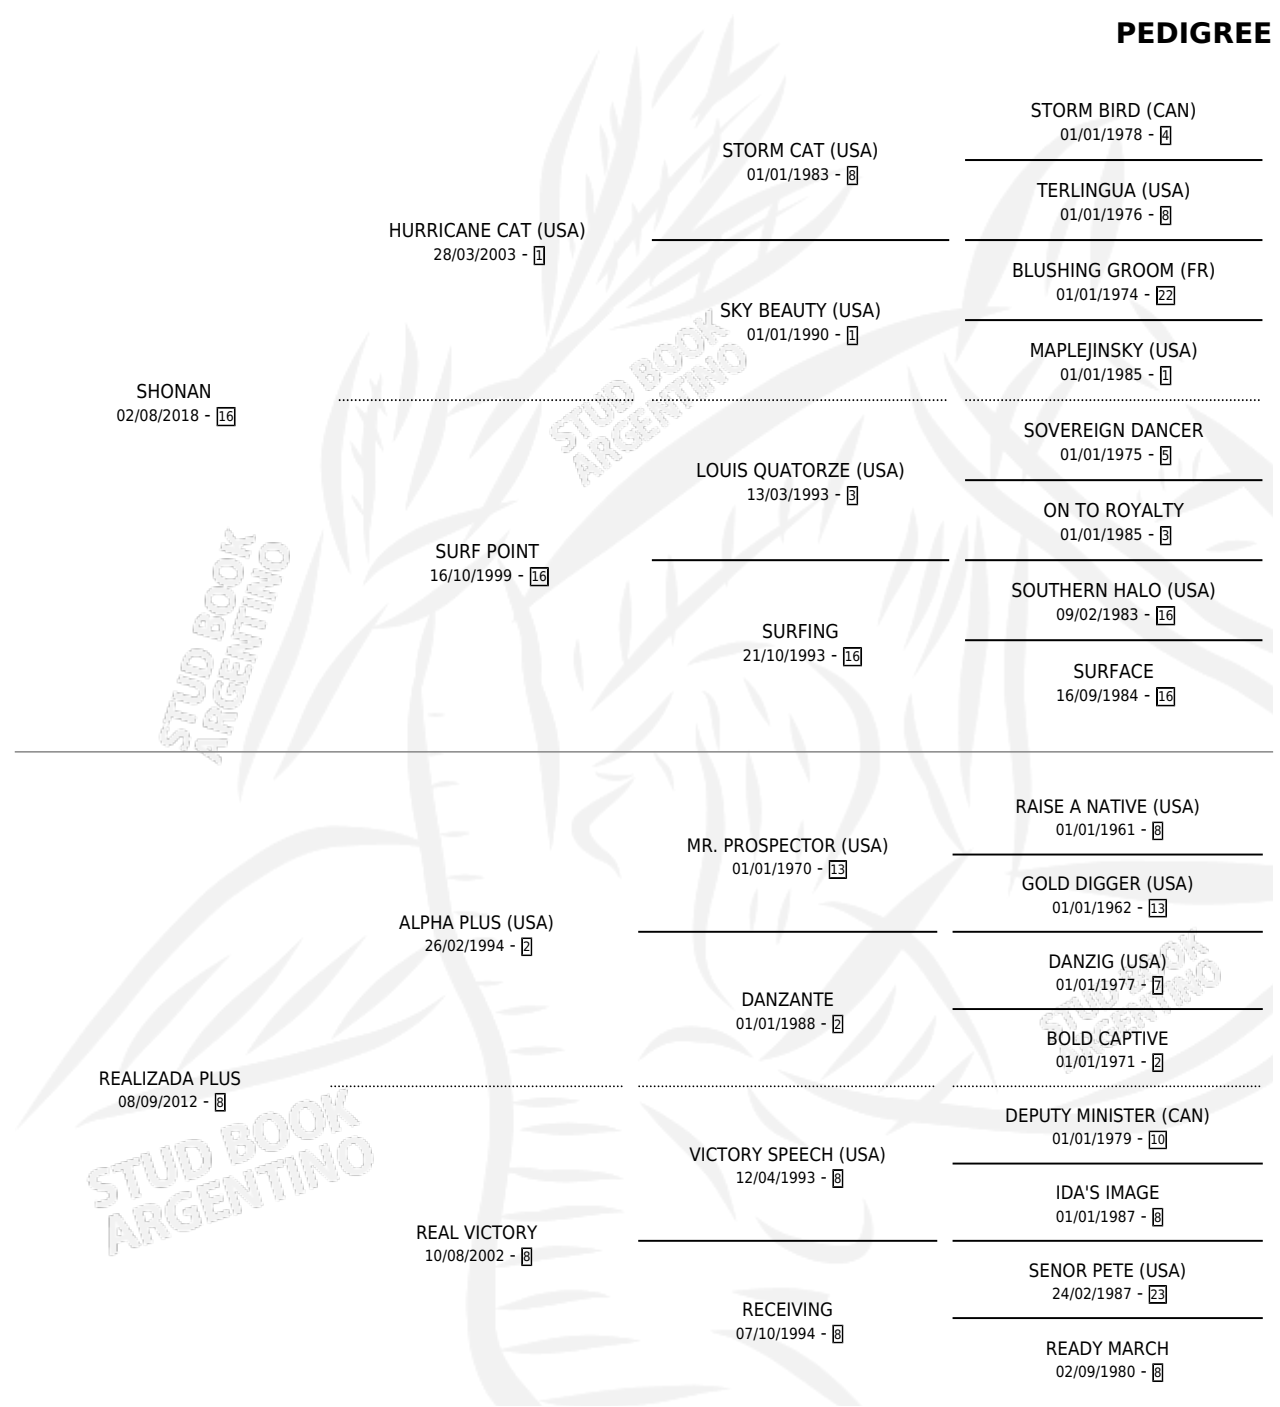 PEDIGREE
STORM BIRD (CAN)
01/01/1978 - 4
STORM CAT (USA)
01/01/1983 - 8
TERLINGUA (USA)
01/01/1976 - 8
HURRICANE CAT (USA)
28/03/2003 - 1
BLUSHING GROOM (FR)
01/01/1974 - 22
SKY BEAUTY (USA)
01/01/1990 - 1
MAPLEJINSKY (USA)
01/01/1985 - 1
SHONAN
02/08/2018 - 16
STUD BOOK
ARGENTINO
SOVEREIGN DANCER
01/01/1975 - 5
LOUIS QUATORZE (USA)
13/03/1993 - 3
ON TO ROYALTY
01/01/1985 - 3
SURF POINT
16/10/1999 - 16
SOUTHERN HALO (USA)
09/02/1983 - 16
SURFING
21/10/1993 - 16
SURFACE
16/09/1984 - 16
STUD BOOK
ARGENTINO
RAISE A NATIVE (USA)
01/01/1961 - 8
MR. PROSPECTOR (USA)
01/01/1970 - 13
GOLD DIGGER (USA)
01/01/1962 - 13
ALPHA PLUS (USA)
26/02/1994 - 2
DANZIG (USA)
01/01/1977 - 7
DANZANTE
01/01/1988 - 2
STUD BOOK
ARGENTINO
BOLD CAPTIVE
01/01/1971 - 2
REALIZADA PLUS
08/09/2012 - 8
STUD BOOK
ARGENTINO
DEPUTY MINISTER (CAN)
01/01/1979 - 10
VICTORY SPEECH (USA)
12/04/1993 - 8
IDA'S IMAGE
01/01/1987 - 8
REAL VICTORY
10/08/2002 - 8
SENOR PETE (USA)
24/02/1987 - 23
RECEIVING
07/10/1994 - 8
READY MARCH
02/09/1980 - 8